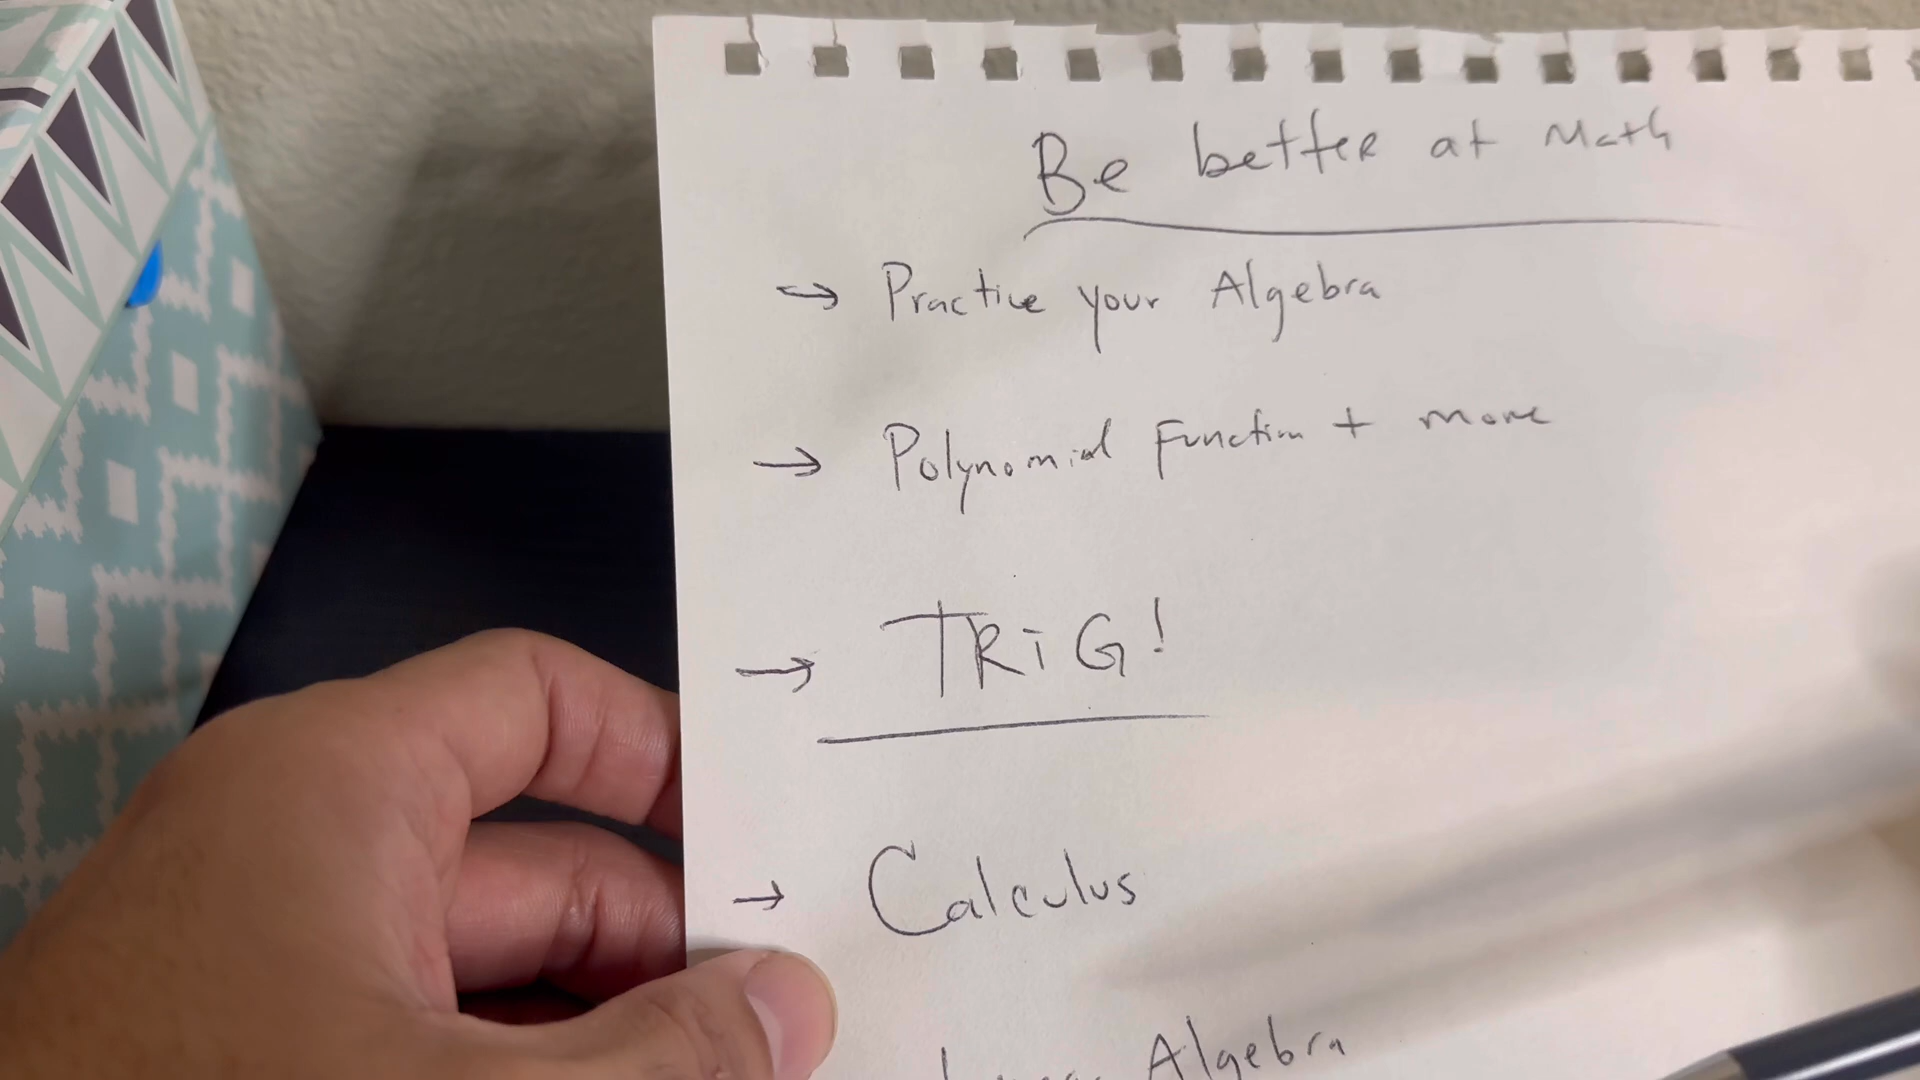 Be better at Math
→ Practice your Algebra
→ Polynomial Function + more
→ TRiG!
→ Calculus
Algebra